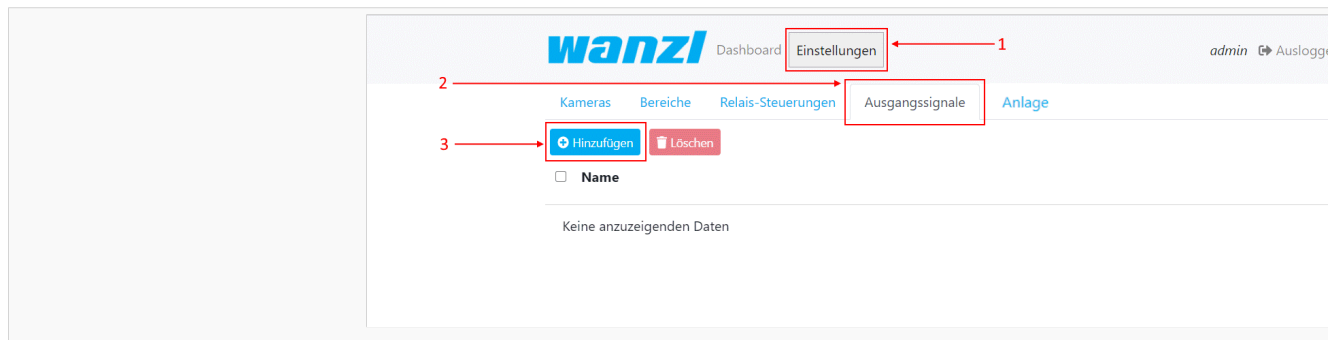 wanzl Dashboard Einstellungen 1 admin Auslogge
2
Kameras Bereiche Relais-Steuerungen Ausgangssignale Anlage
3 Hinzufügen Löschen
Name
Keine anzuzeigenden Daten